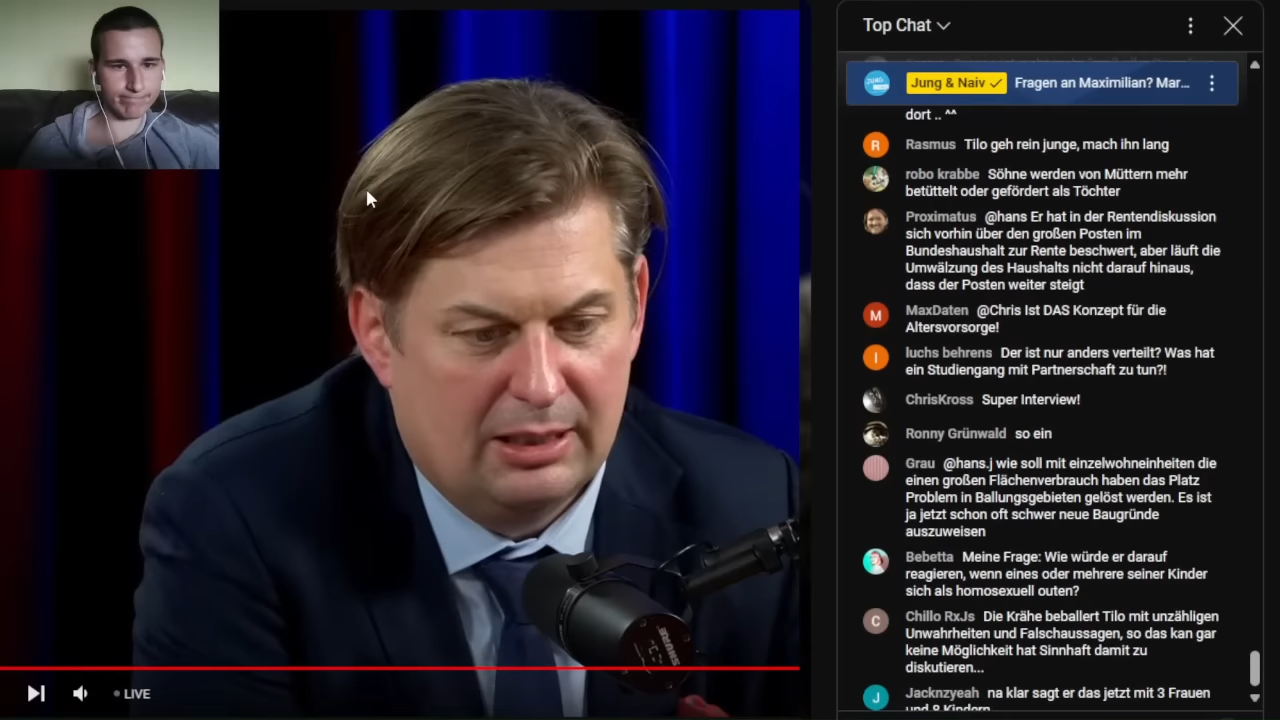 Top Chat
Jung & Naiv Fragen an Maximilian? Mar...
dort .. ^^
R
Rasmus Tilo geh rein junge, mach ihn lang
robo krabbe Söhne werden von Müttern mehr
betüttelt oder gefördert als Töchter
Proximatus @hans Er hat in der Rentendiskussion
sich vorhin über den großen Posten im
Bundeshaushalt zur Rente beschwert, aber läuft die
Umwälzung des Haushalts nicht darauf hinaus,
dass der Posten weiter steigt
M
MaxDaten @Chris Ist DAS Konzept für die
Altersvorsorge!
l
luchs behrens Der ist nur anders verteilt? Was hat
ein Studiengang mit Partnerschaft zu tun?!
ChrisKross Super Interview!
Ronny Grünwald so ein
Grau @hans.j wie soll mit einzelwohneinheiten die
einen großen Flächenverbrauch haben das Platz
Problem in Ballungsgebieten gelöst werden. Es ist
ja jetzt schon oft schwer neue Baugründe
auszuweisen
Bebetta Meine Frage: Wie würde er darauf
reagieren, wenn eines oder mehrere seiner Kinder
sich als homosexuell outen?
C
Chillo RxJs Die Krähe beballert Tilo mit unzähligen
Unwahrheiten und Falschaussagen, so das kan gar
keine Möglichkeit hat Sinnhaft damit zu
diskutieren...
J
Jacknzyeah na klar sagt er das jetzt mit 3 Frauen
und 8 Kindern
SHURE
LIVE